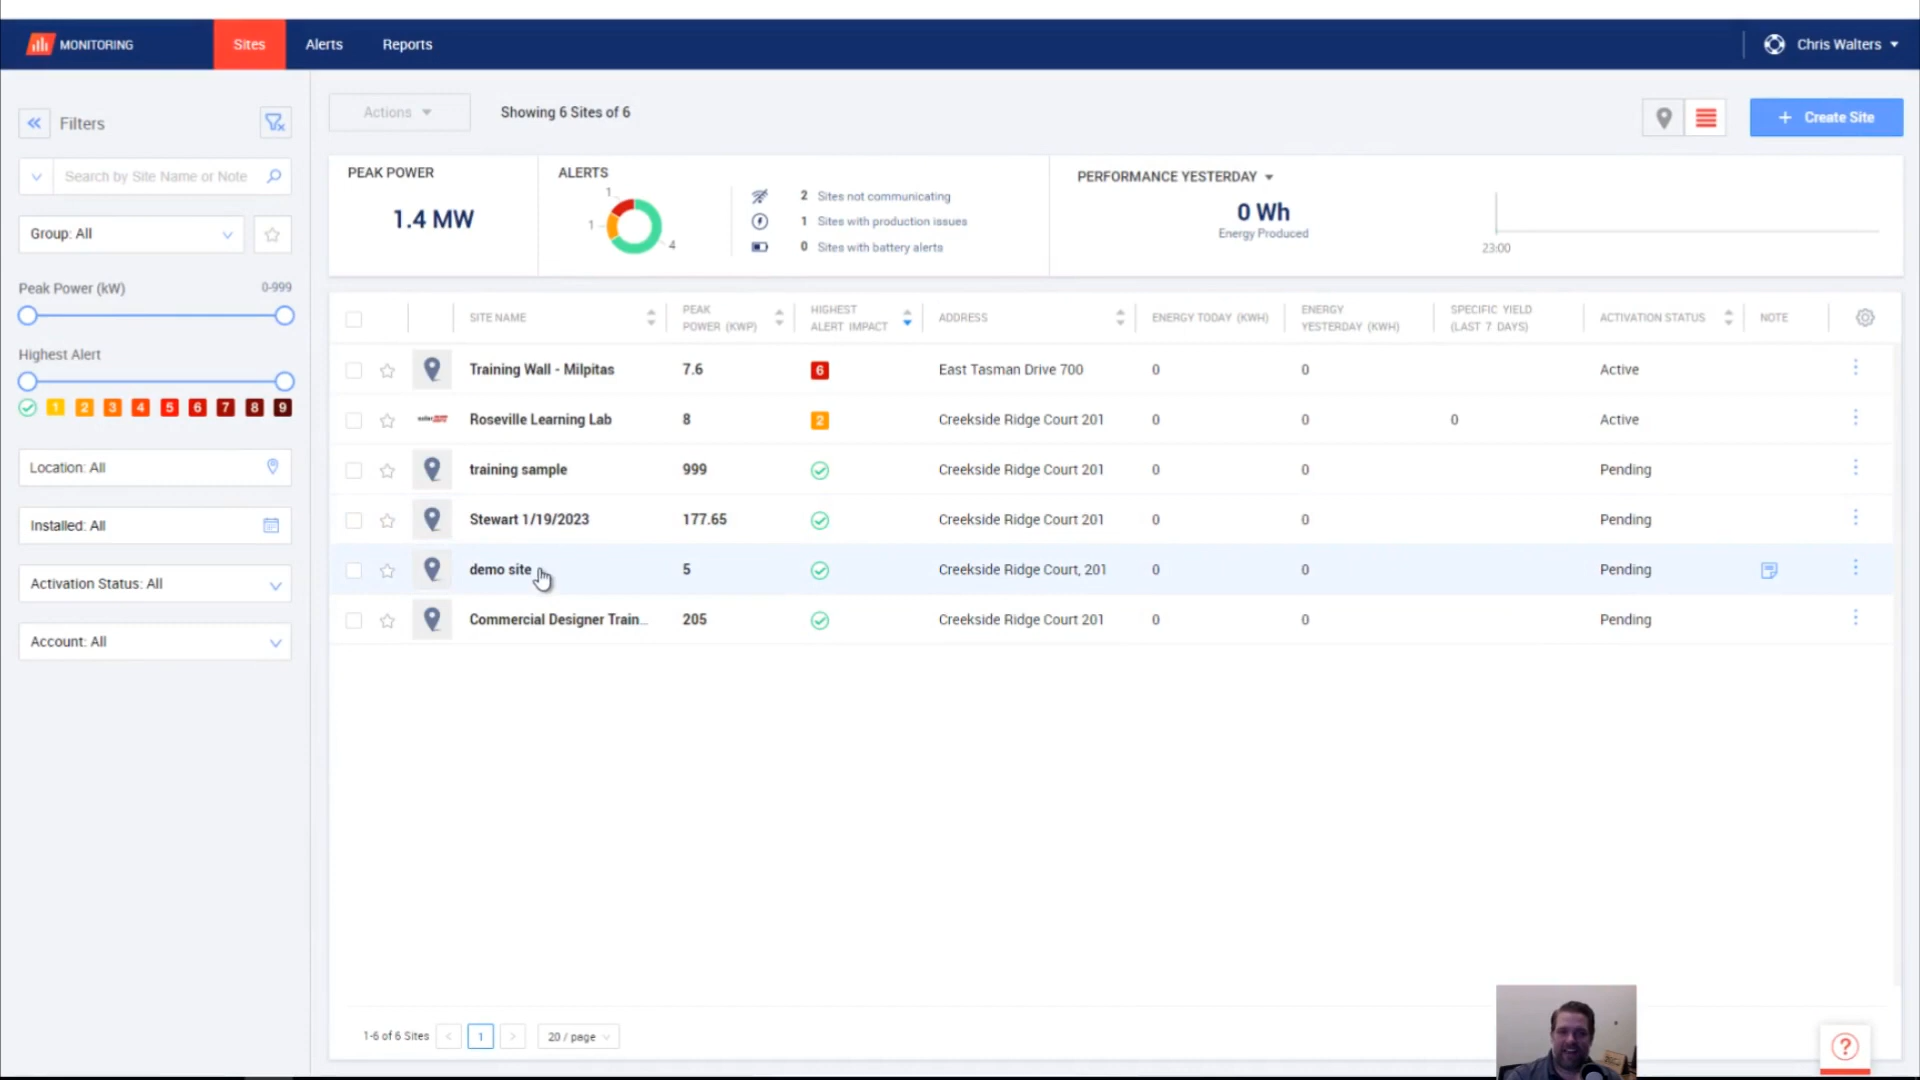 MONITORING
Sites
Alerts
Reports
Chris Walters
Filters
Search by Site Name or Note
Group: All
Peak Power (kW)
0-999
Highest Alert
1 2 3 4 5 6 7 8 9
Location: All
Installed: All
Activation Status: All
Account: All
Actions
Showing 6 Sites of 6
+ Create Site
PEAK POWER
1.4 MW
ALERTS
1
1
4
2 Sites not communicating
1 Sites with production issues
0 Sites with battery alerts
PERFORMANCE YESTERDAY
0 Wh
Energy Produced
23:00
SITE NAME
PEAK
POWER (KWP)
HIGHEST
ALERT IMPACT
ADDRESS
ENERGY TODAY (KWH)
ENERGY
YESTERDAY (KWH)
SPECIFIC YIELD
(LAST 7 DAYS)
ACTIVATION STATUS
NOTE
Training Wall - Milpitas 7.6 6 East Tasman Drive 700 0 0 Active
Roseville Learning Lab 8 2 Creekside Ridge Court 201 0 0 0 Active
training sample 999 Creekside Ridge Court 201 0 0 Pending
Stewart 1/19/2023 177.65 Creekside Ridge Court 201 0 0 Pending
demo site 5 Creekside Ridge Court, 201 0 0 Pending
Commercial Designer Train... 205 Creekside Ridge Court 201 0 0 Pending
1-6 of 6 Sites < 1 > 20 / page
?